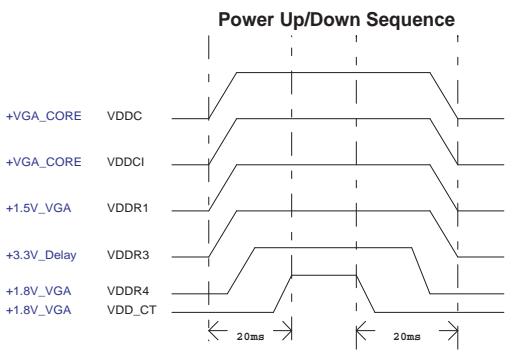 Power Up/Down Sequence
+VGA_CORE VDDC
+VGA_CORE VDDCI
+1.5V_VGA VDDR1
+3.3V_Delay VDDR3
+1.8V_VGA VDDR4
+1.8V_VGA VDD_CT
20ms 20ms